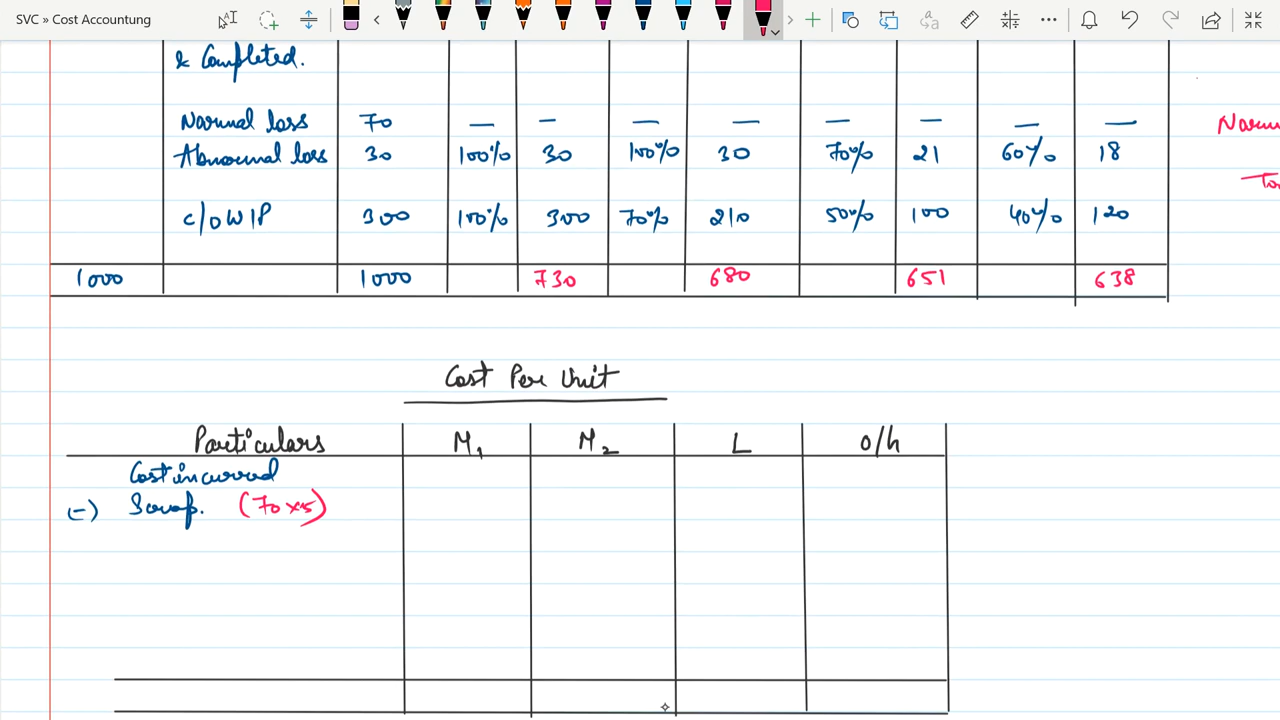 SVC » Cost Accountung
& Completed.
Normal loss 70 — — — — — — — —
Abnormal loss 30 100% 30 100% 30 70% 21 60% 18
c/o WIP 300 100% 300 70% 210 50% 100 40% 120
1000 1000 730 680 651 638
Cost Per Unit
Particulars M1 M2 L o/h
Cost incurred
(-) Scrap. (70×5)